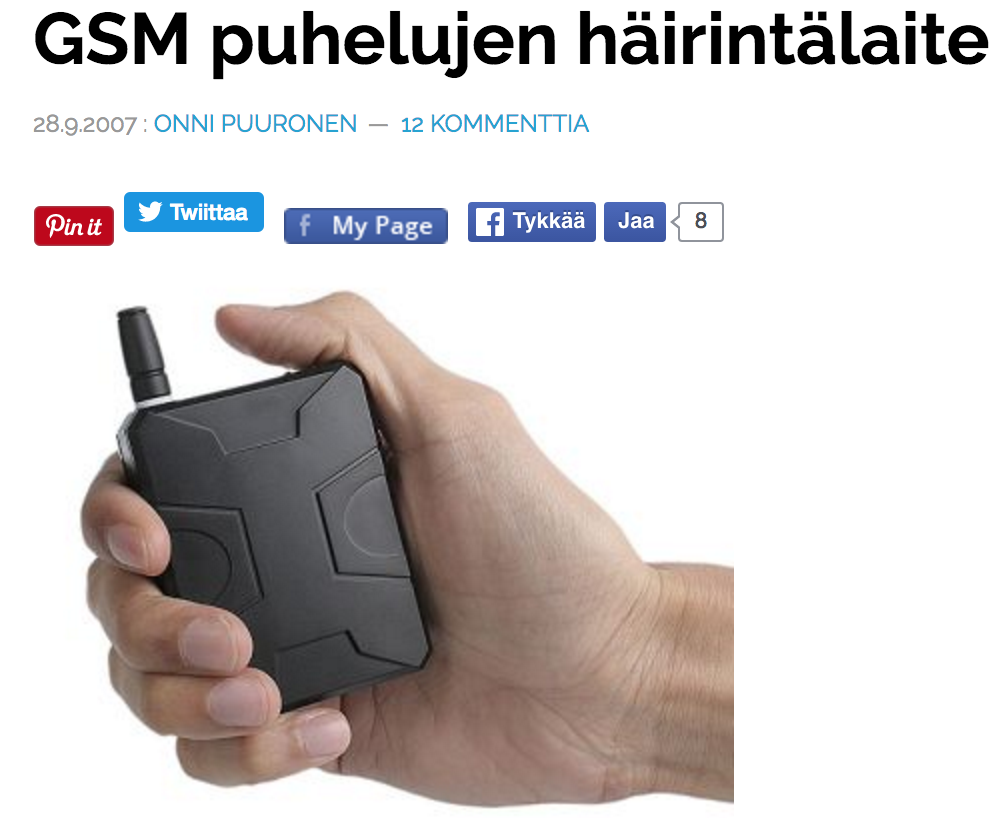 GSM puhelujen häirintälaite
28.9.2007 : ONNI PUURONEN — 12 KOMMENTTIA
Pin it Twiittaa f My Page f Tykkää Jaa 8